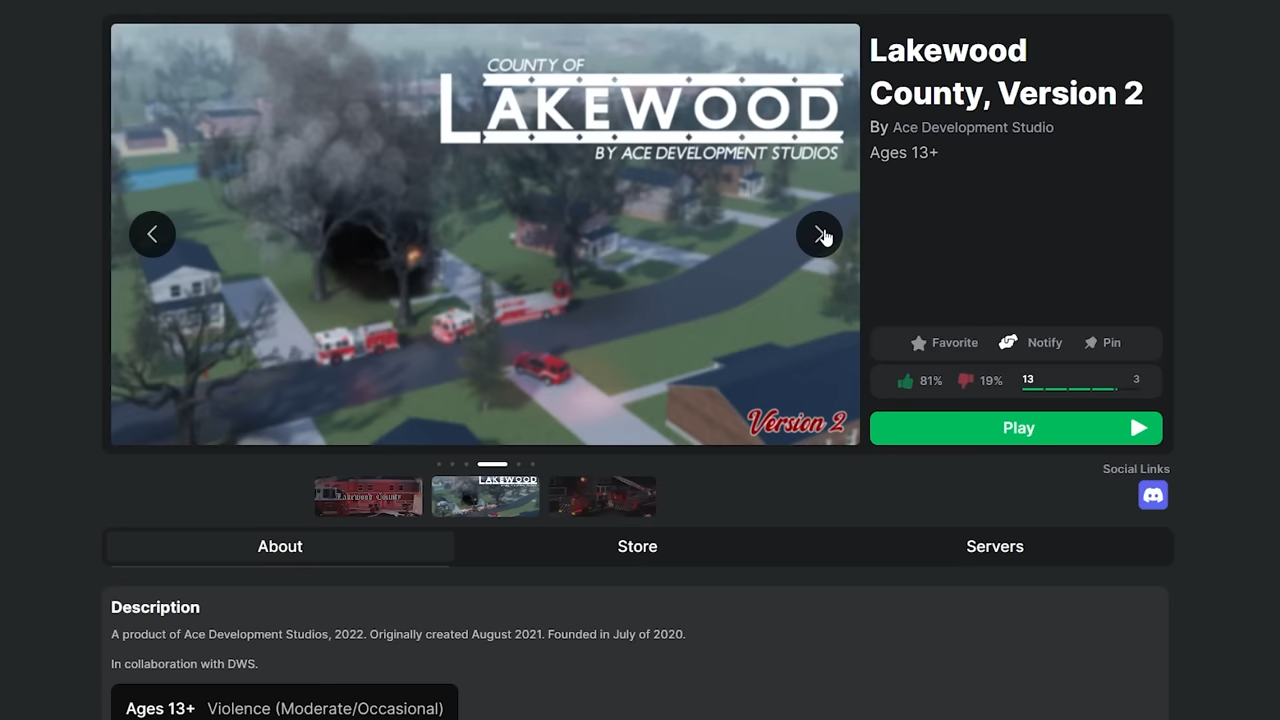 COUNTY OF
LAKEWOOD
BY ACE DEVELOPMENT STUDIOS
Version 2
Lakewood
County, Version 2
By Ace Development Studio
Ages 13+
Favorite Notify Pin
81% 19% 13 3
Play
Social Links
Lakewood County
LAKEWOOD
About Store Servers
Description
A product of Ace Development Studios, 2022. Originally created August 2021. Founded in July of 2020.
In collaboration with DWS.
Ages 13+ Violence (Moderate/Occasional)